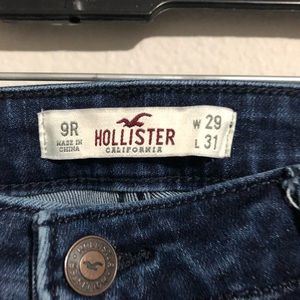 9R
MADE IN
CHINA
HOLLISTER
CALIFORNIA
W 29
L 31